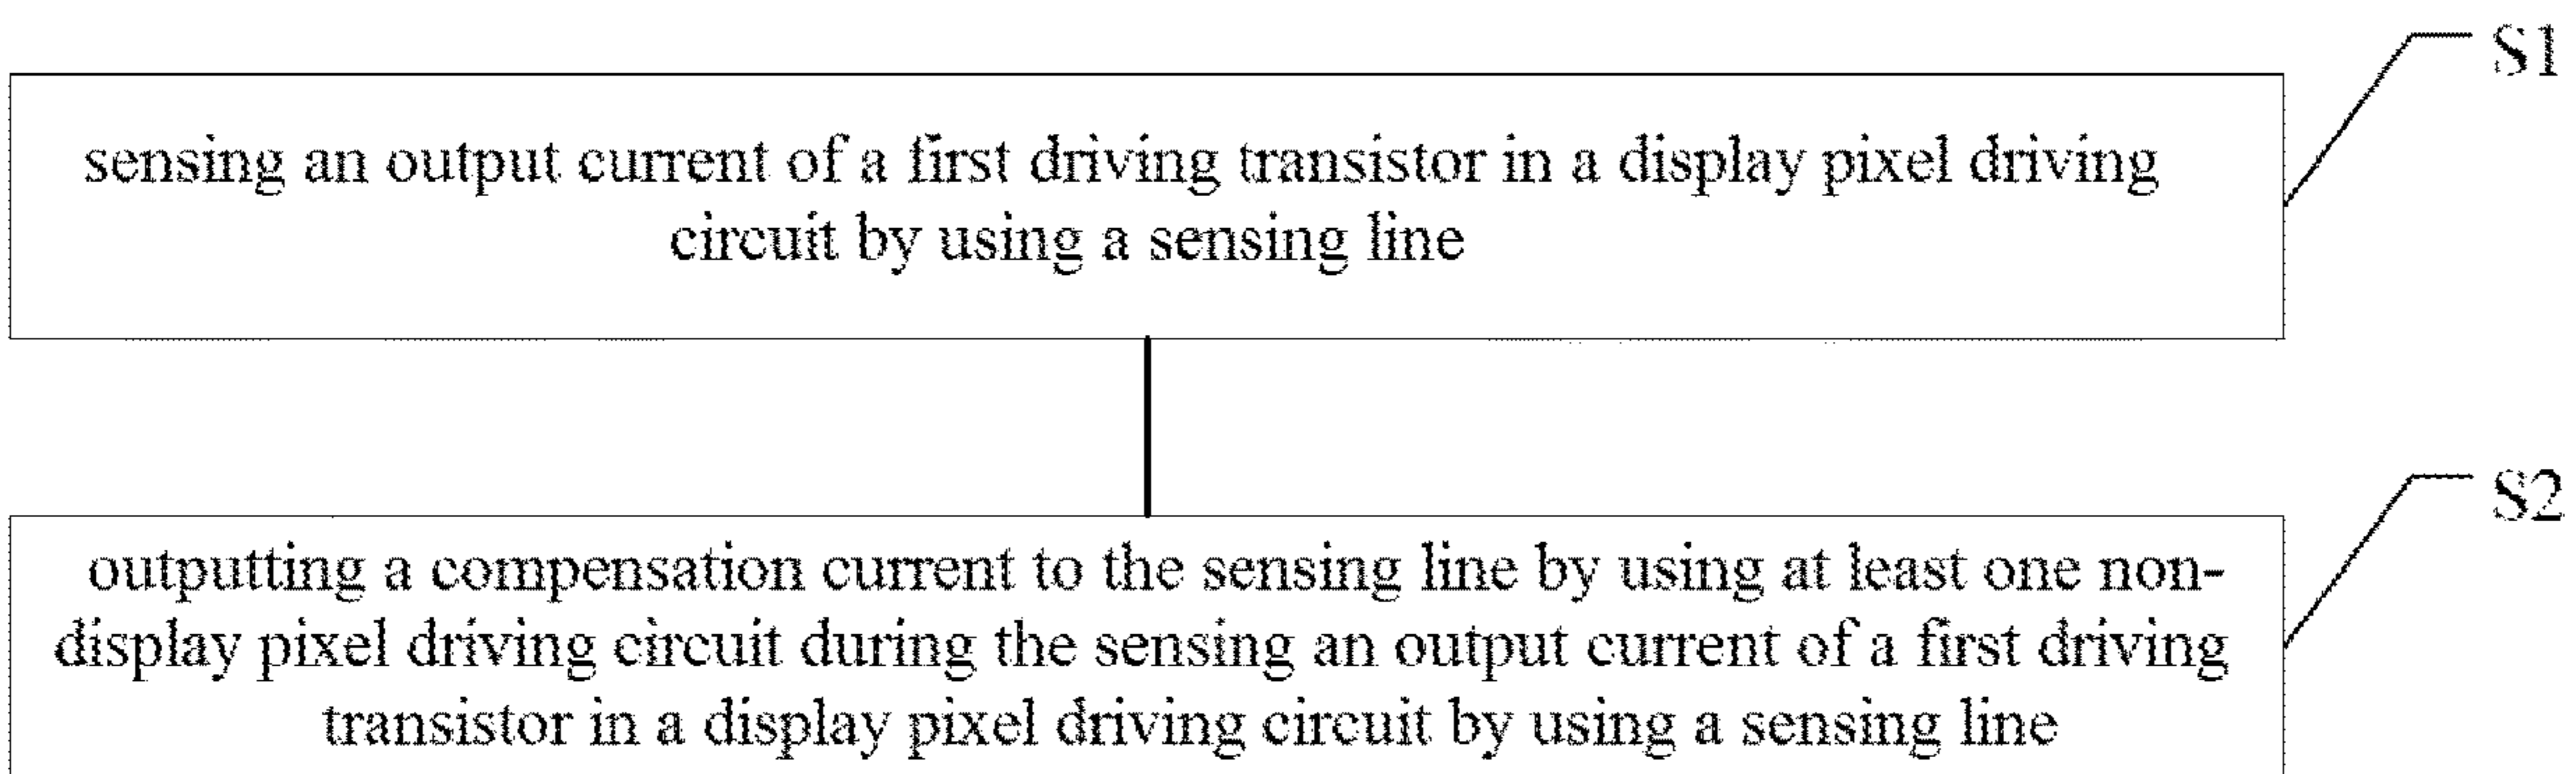 S1
sensing an output current of a first driving transistor in a display pixel driving
circuit by using a sensing line
S2
outputting a compensation current to the sensing line by using at least one non-
display pixel driving circuit during the sensing an output current of a first driving
transistor in a display pixel driving circuit by using a sensing line